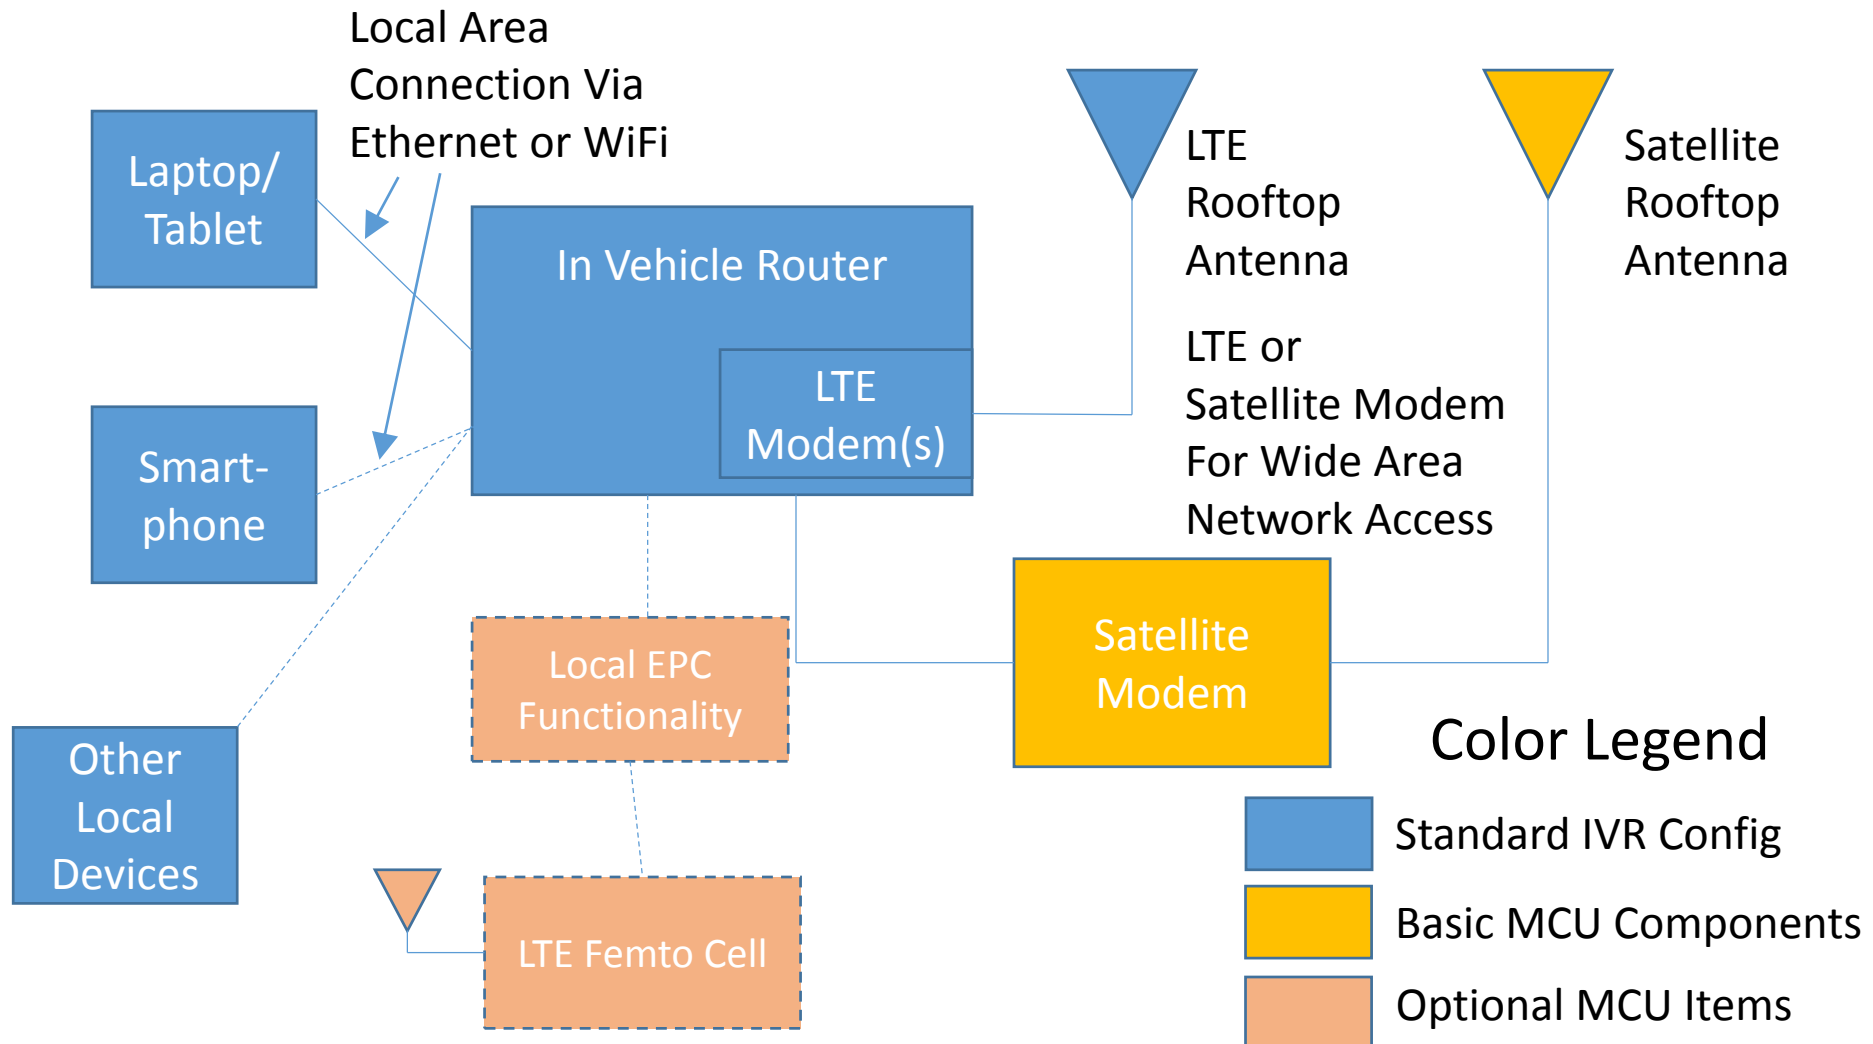 Local Area
Connection Via
Ethernet or WiFi
Laptop/
Tablet
In Vehicle Router
LTE
Modem(s)
LTE
Rooftop
Antenna
Satellite
Rooftop
Antenna
LTE or
Satellite Modem
For Wide Area
Network Access
Smart-
phone
Local EPC
Functionality
Satellite
Modem
Other
Local
Devices
LTE Femto Cell
Color Legend
Standard IVR Config
Basic MCU Components
Optional MCU Items